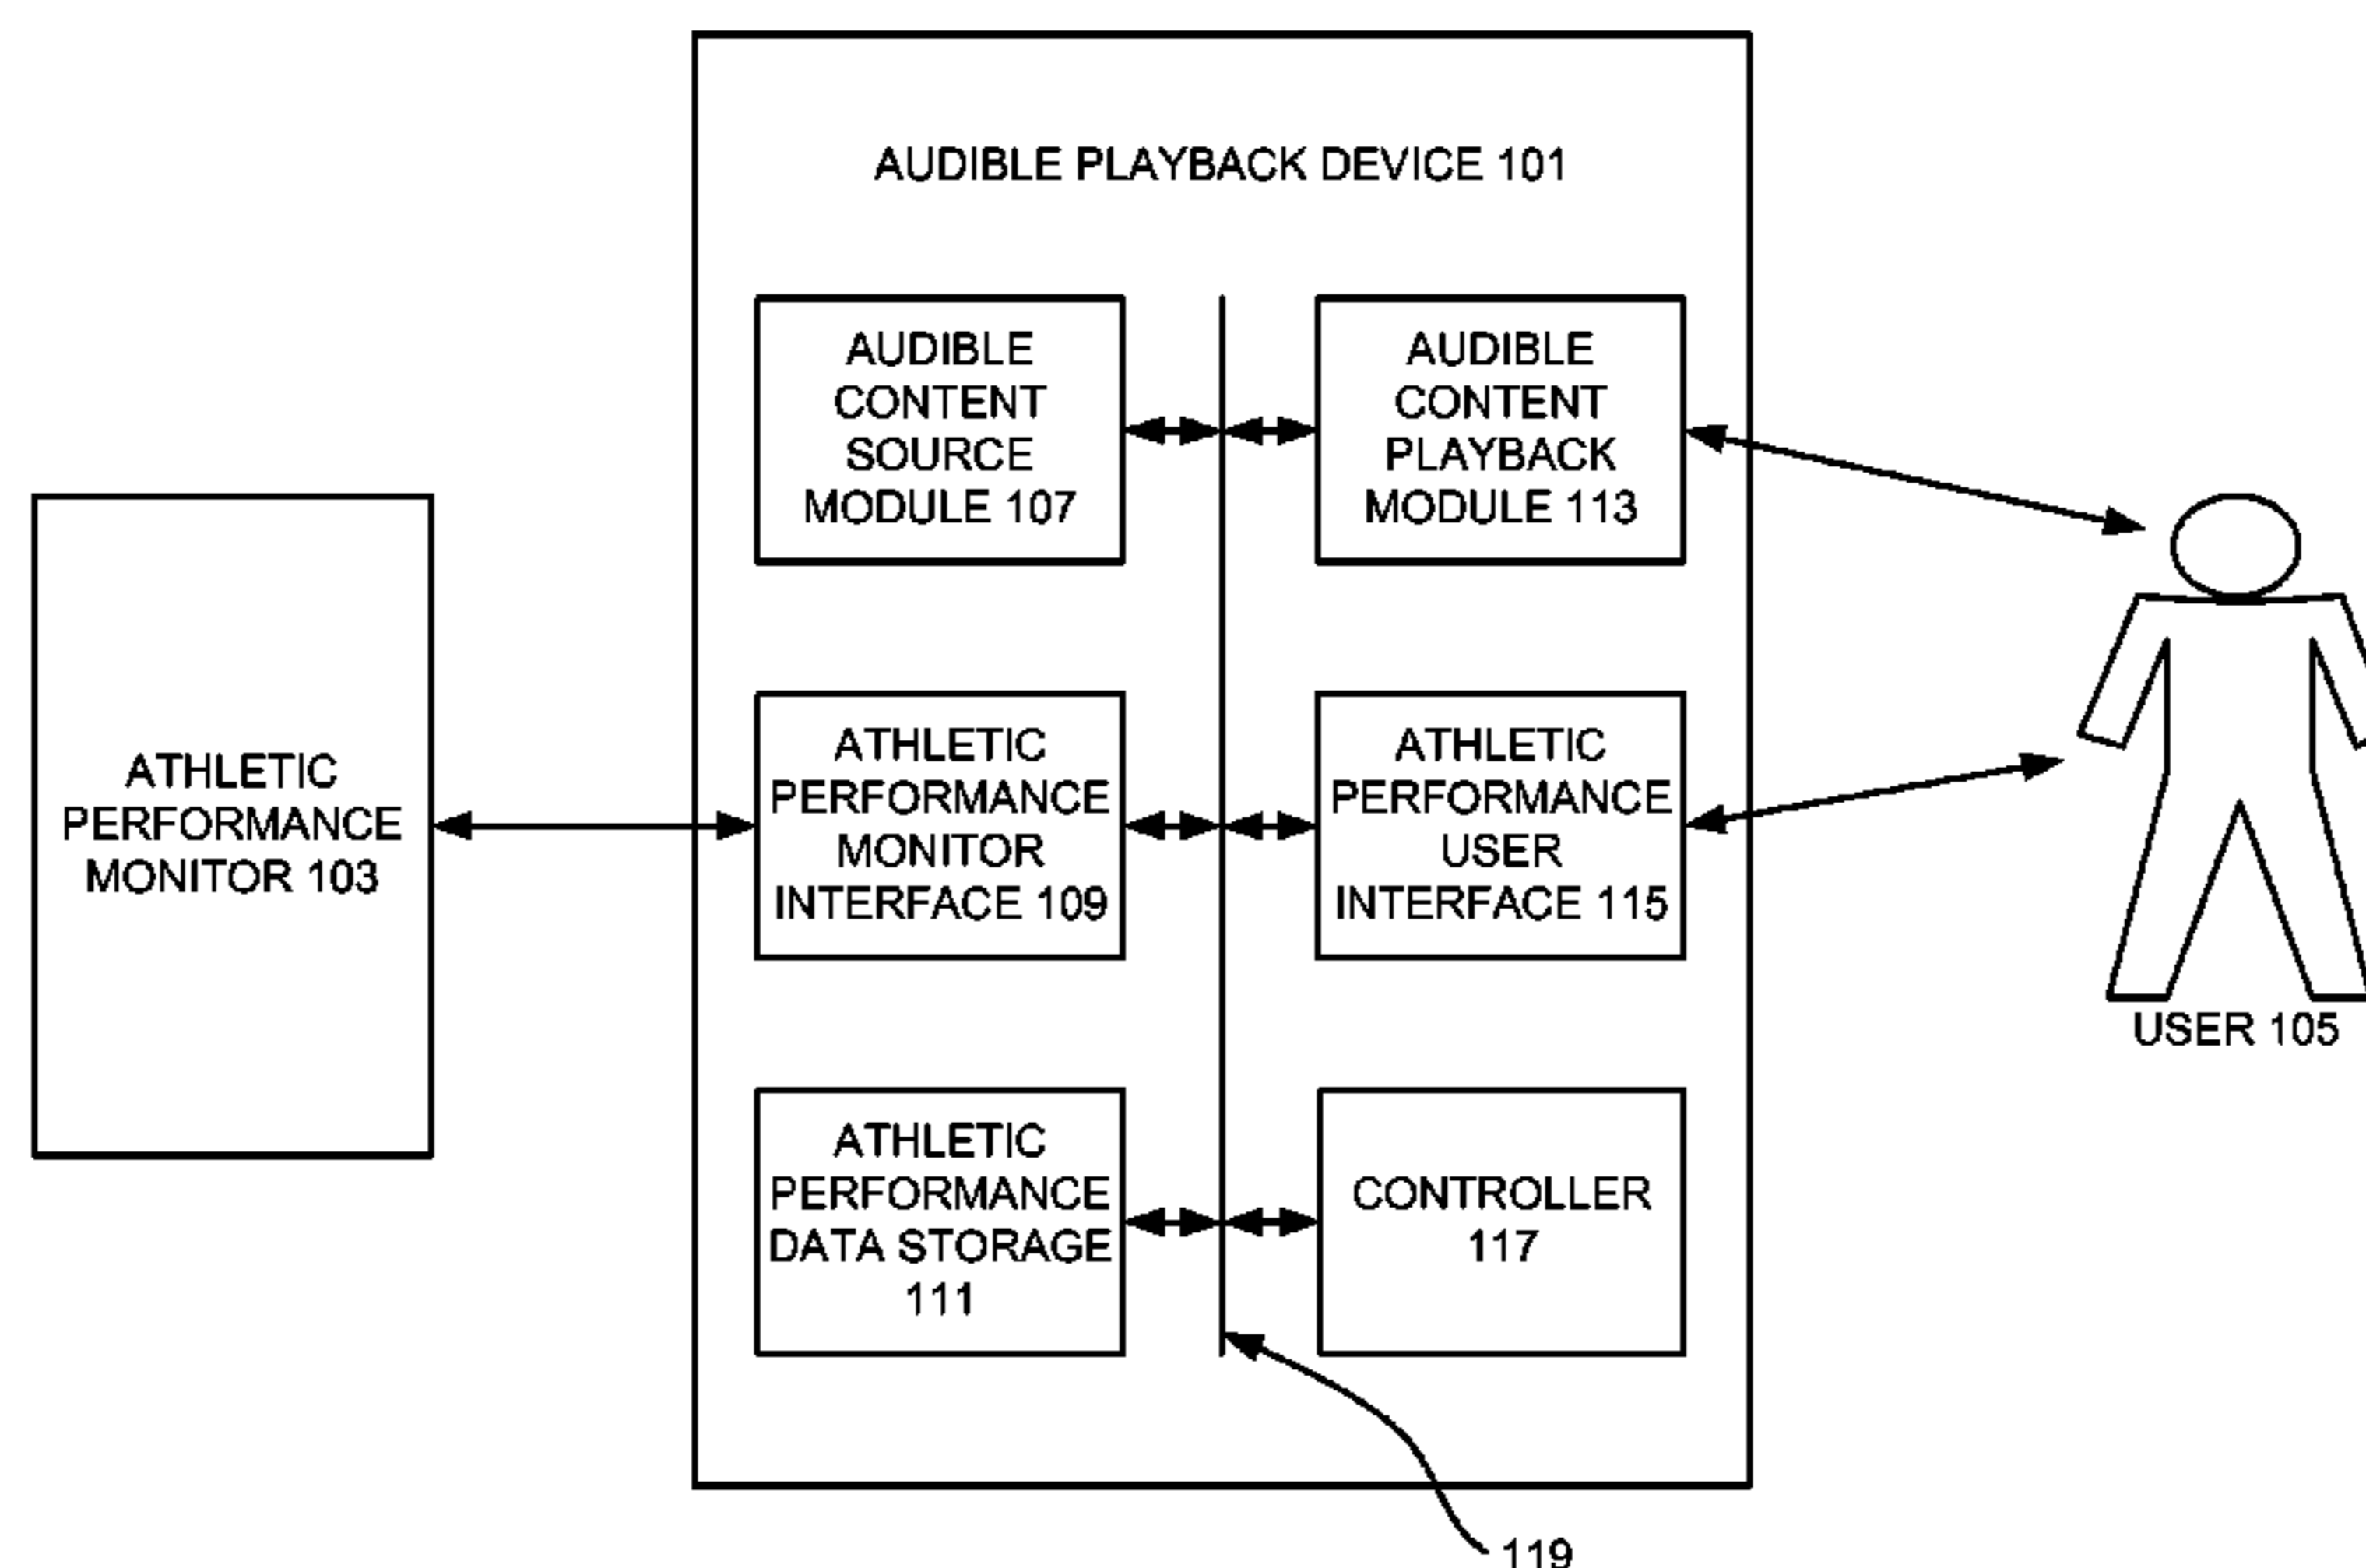 AUDIBLE PLAYBACK DEVICE 101
AUDIBLE
CONTENT
SOURCE
MODULE 107
AUDIBLE
CONTENT
PLAYBACK
MODULE 113
ATHLETIC
PERFORMANCE
MONITOR 103
ATHLETIC
PERFORMANCE
MONITOR
INTERFACE 109
ATHLETIC
PERFORMANCE
USER
INTERFACE 115
USER 105
ATHLETIC
PERFORMANCE
DATA STORAGE
111
CONTROLLER
117
119